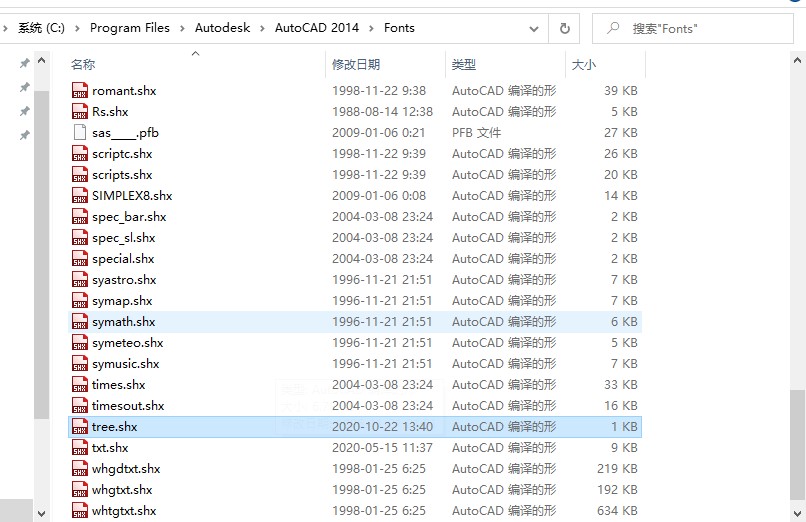 系统 (C:) > Program Files > Autodesk > AutoCAD 2014 > Fonts 搜索"Fonts"
名称 修改日期 类型 大小
romant.shx 1998-11-22 9:38 AutoCAD 编译的形 39 KB
Rs.shx 1988-08-14 12:38 AutoCAD 编译的形 5 KB
sas____.pfb 2009-01-06 0:21 PFB 文件 27 KB
scriptc.shx 1998-11-22 9:39 AutoCAD 编译的形 26 KB
scripts.shx 1998-11-22 9:39 AutoCAD 编译的形 20 KB
SIMPLEX8.shx 2009-01-06 0:08 AutoCAD 编译的形 14 KB
spec_bar.shx 2004-03-08 23:24 AutoCAD 编译的形 2 KB
spec_sl.shx 2004-03-08 23:24 AutoCAD 编译的形 2 KB
special.shx 2004-03-08 23:24 AutoCAD 编译的形 2 KB
syastro.shx 1996-11-21 21:51 AutoCAD 编译的形 7 KB
symap.shx 1996-11-21 21:51 AutoCAD 编译的形 7 KB
symath.shx 1996-11-21 21:51 AutoCAD 编译的形 6 KB
symeteo.shx 1996-11-21 21:51 AutoCAD 编译的形 5 KB
symusic.shx 1996-11-21 21:51 AutoCAD 编译的形 7 KB
times.shx 2004-03-08 23:24 AutoCAD 编译的形 33 KB
timesout.shx 2004-03-08 23:24 AutoCAD 编译的形 16 KB
tree.shx 2020-10-22 13:40 AutoCAD 编译的形 1 KB
txt.shx 2020-05-15 11:37 AutoCAD 编译的形 9 KB
whgdtxt.shx 1998-01-25 6:25 AutoCAD 编译的形 219 KB
whgtxt.shx 1998-01-25 6:25 AutoCAD 编译的形 192 KB
whtgtxt.shx 1998-01-25 6:25 AutoCAD 编译的形 634 KB